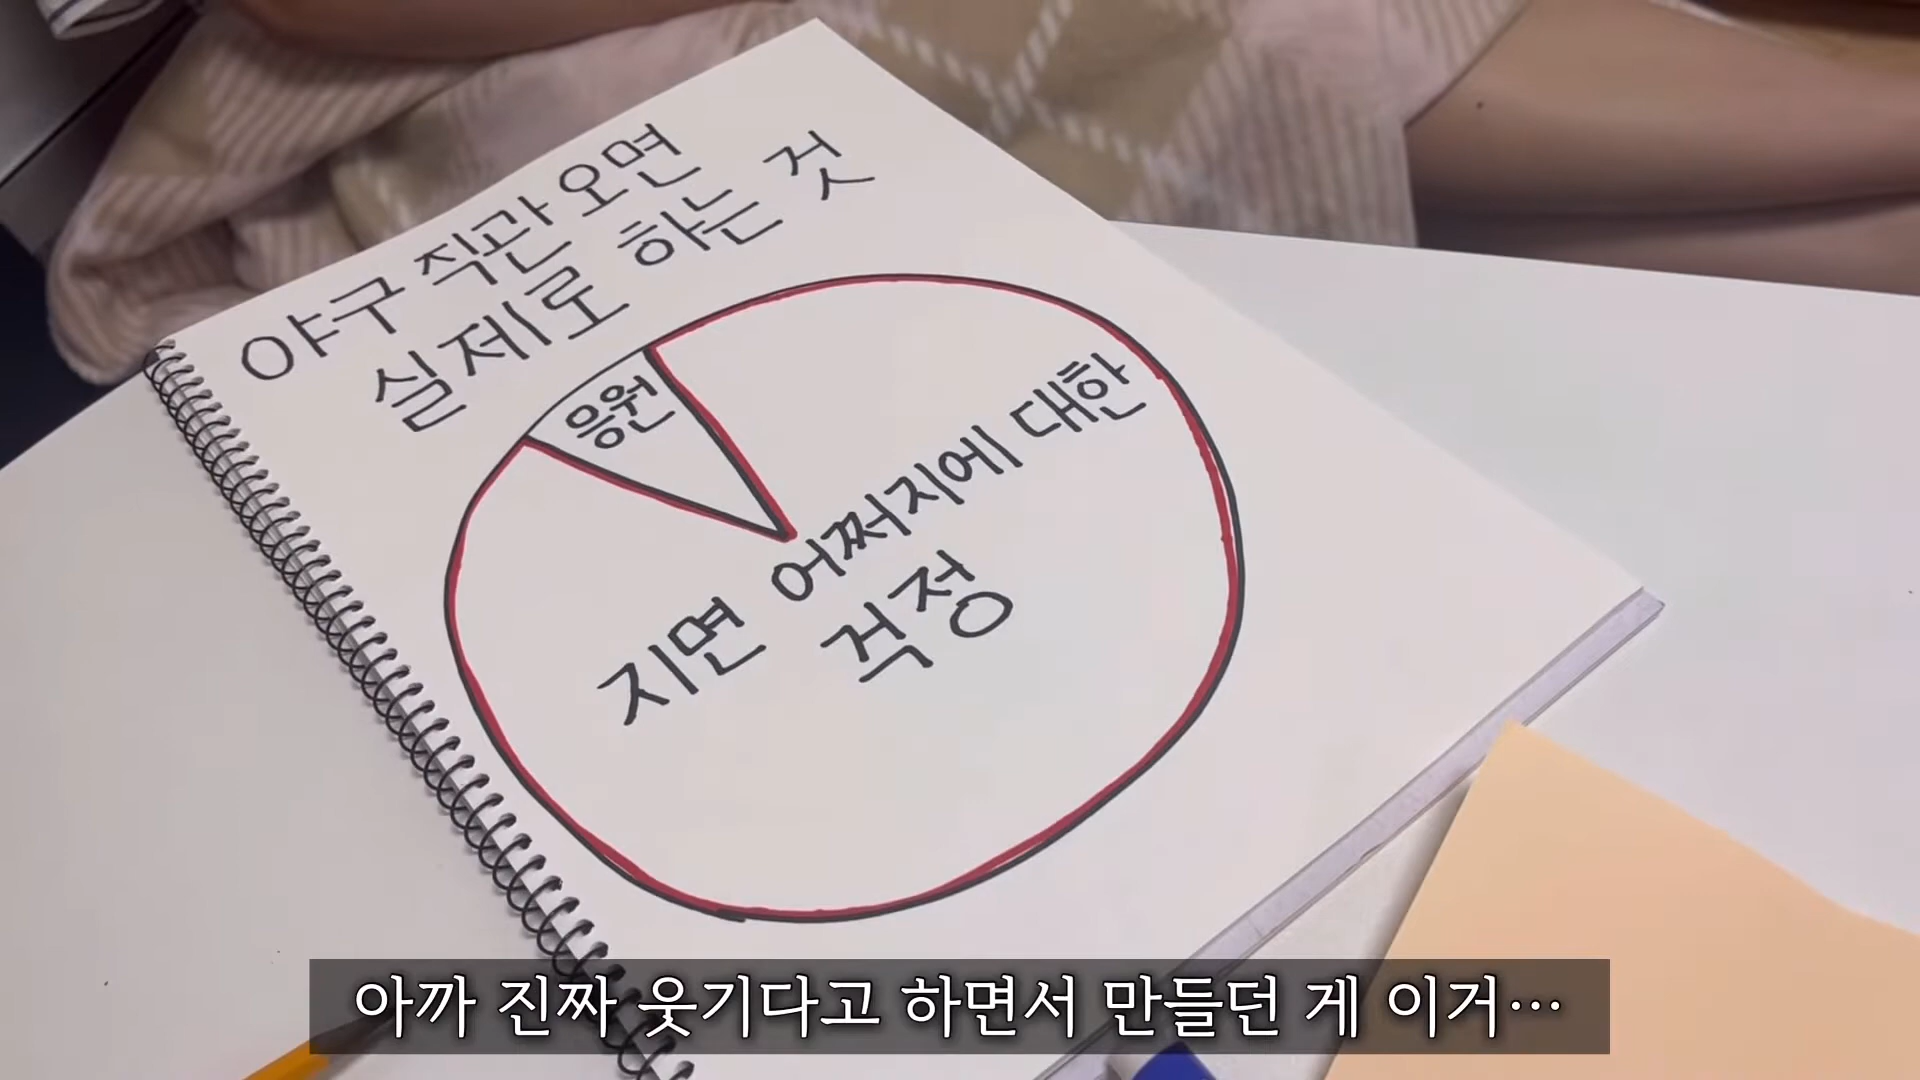 야구 직관 오면
실제로 하는 것
응원
지면 어쩌지에 대한
걱정
아까 진짜 웃기다고 하면서 만들던 게 이거…